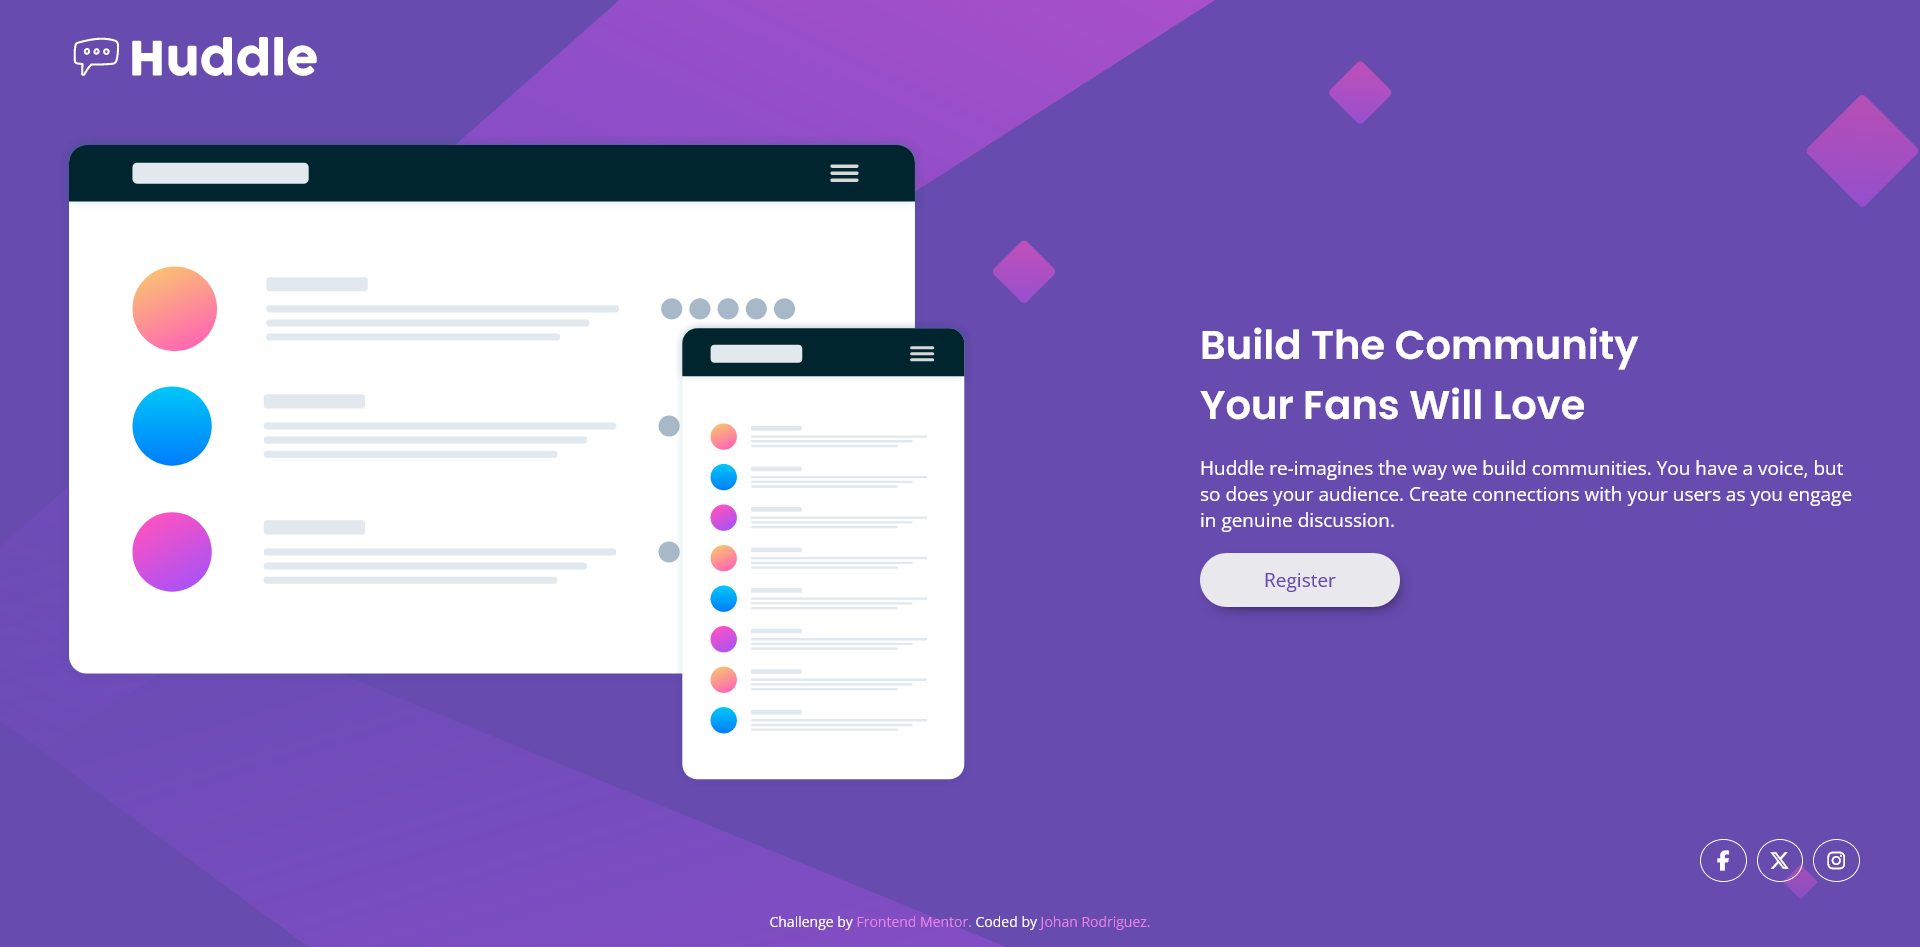 Huddle
Build The Community
Your Fans Will Love
Huddle re-imagines the way we build communities. You have a voice, but
so does your audience. Create connections with your users as you engage
in genuine discussion.
Register
Challenge by Frontend Mentor. Coded by Johan Rodriguez.